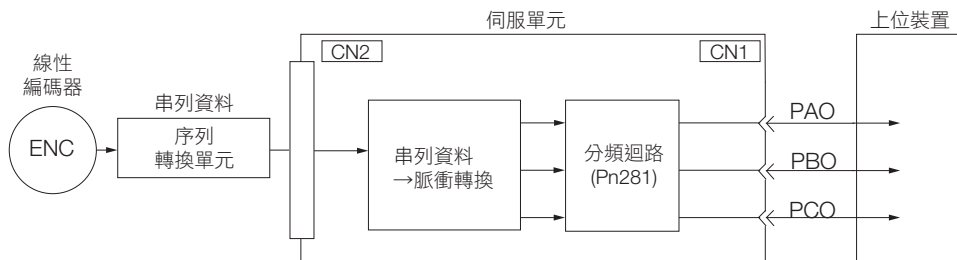 伺服單元
上位裝置
CN2
CN1
線性
編碼器
ENC
串列資料
序列
轉換單元
串列資料
→脈衝轉換
分頻迴路
(Pn281)
PAO
PBO
PCO